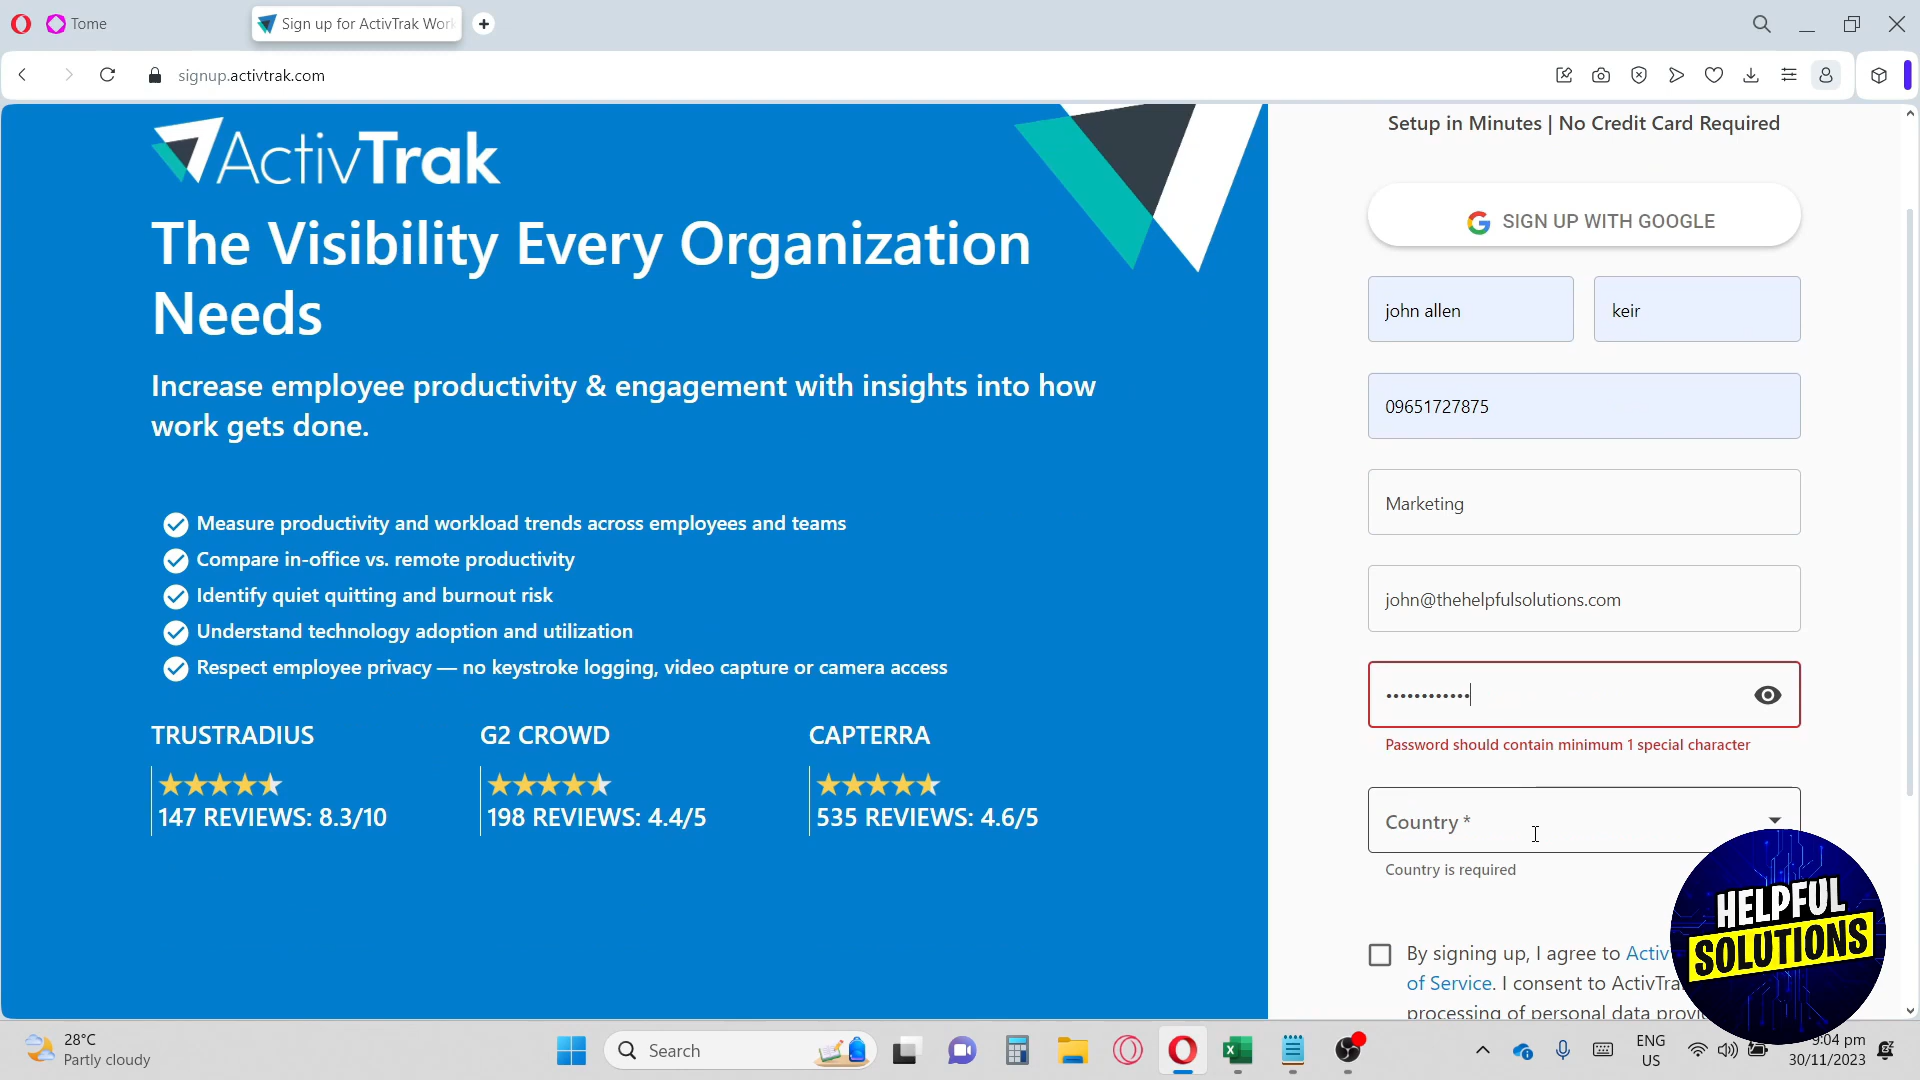 Tome
Sign up for ActivTrak Work
signup.activtrak.com
ActivTrak
The Visibility Every Organization
Needs
Increase employee productivity & engagement with insights into how
work gets done.
Measure productivity and workload trends across employees and teams
Compare in-office vs. remote productivity
Identify quiet quitting and burnout risk
Understand technology adoption and utilization
Respect employee privacy — no keystroke logging, video capture or camera access
TRUSTRADIUS
147 REVIEWS: 8.3/10
G2 CROWD
198 REVIEWS: 4.4/5
CAPTERRA
535 REVIEWS: 4.6/5
Setup in Minutes | No Credit Card Required
SIGN UP WITH GOOGLE
john allen
keir
09651727875
Marketing
john@thehelpfulsolutions.com
••••••••••••
Password should contain minimum 1 special character
Country *
Country is required
By signing up, I agree to Activ
of Service. I consent to ActivTra
processing of personal data provi
HELPFUL
SOLUTIONS
28°C
Partly cloudy
Search
ENG
US
9:04 pm
30/11/2023